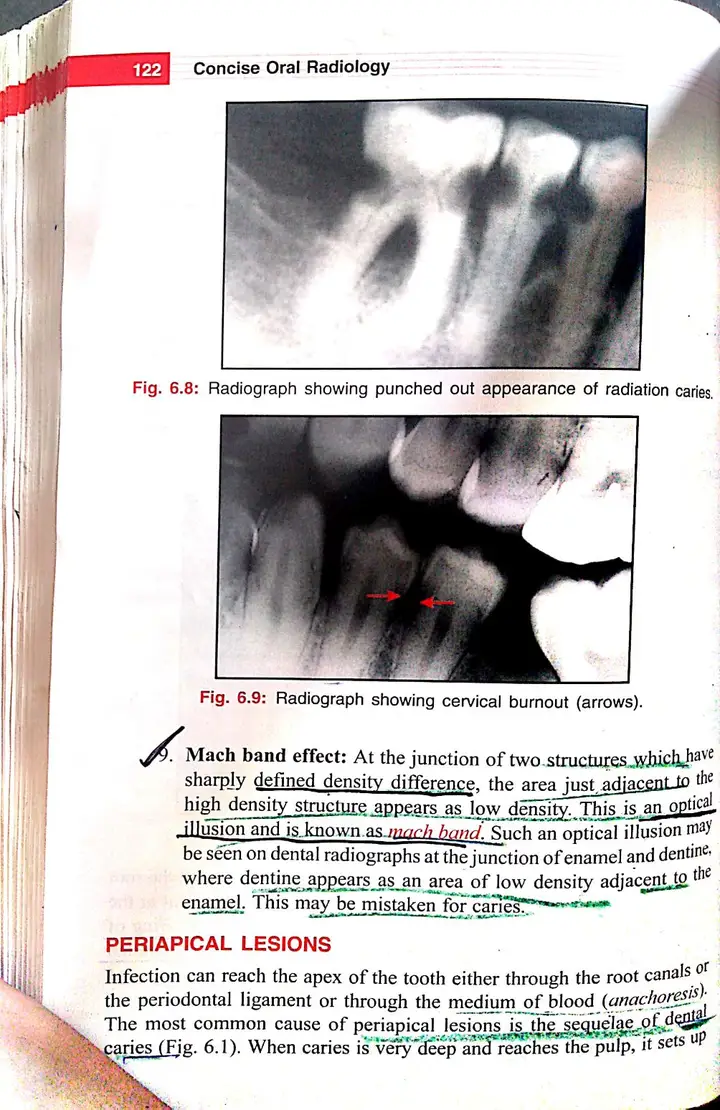 122 Concise Oral Radiology
Fig. 6.8: Radiograph showing punched out appearance of radiation caries.
Fig. 6.9: Radiograph showing cervical burnout (arrows).
9. Mach band effect: At the junction of two structures which have
sharply defined density difference, the area just adjacent to the
high density structure appears as low density. This is an optical
illusion and is known as mach band. Such an optical illusion may
be seen on dental radiographs at the junction of enamel and dentine,
where dentine appears as an area of low density adjacent to the
enamel. This may be mistaken for caries.
PERIAPICAL LESIONS
Infection can reach the apex of the tooth either through the root canals or
the periodontal ligament or through the medium of blood (anachoresis).
The most common cause of periapical lesions is the sequelae of dental
caries (Fig. 6.1). When caries is very deep and reaches the pulp, it sets up